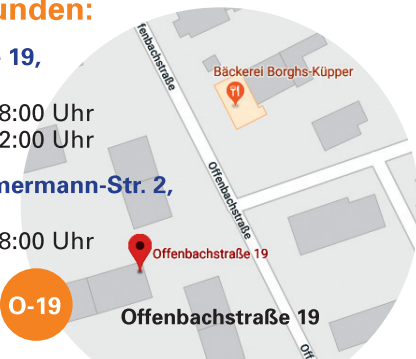 unden:
19,
8:00 Uhr
2:00 Uhr
mermann-Str. 2,
8:00 Uhr
fenbachstraße
Bäckerei Borghs-Küpper
Offenbachstraße
Offenbachstraße 19
O-19
Offenbachstraße 19
Off